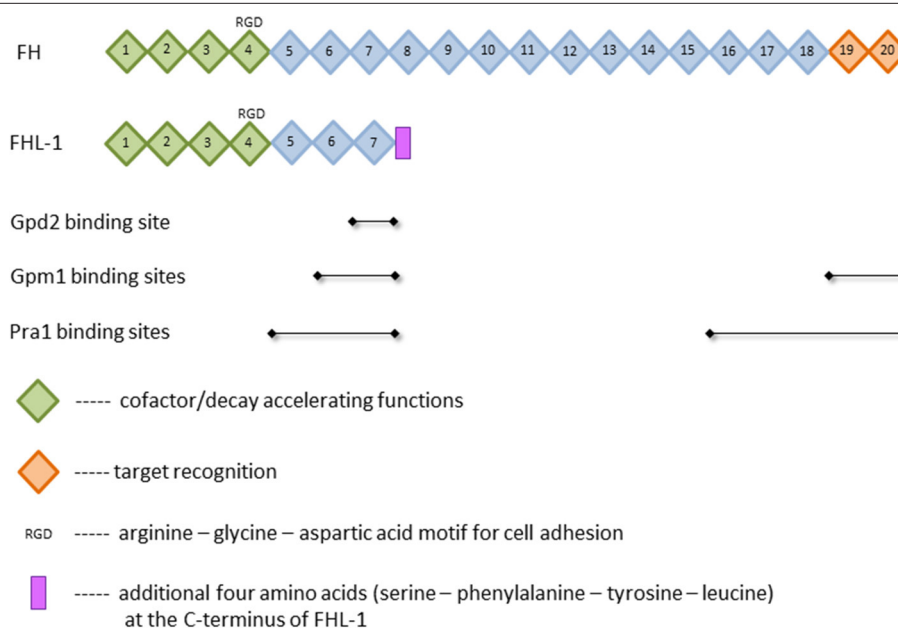 RGD
FH 1 2 3 4 5 6 7 8 9 10 11 12 13 14 15 16 17 18 19 20
RGD
FHL-1 1 2 3 4 5 6 7
Gpd2 binding site
Gpm1 binding sites
Pra1 binding sites
----- cofactor/decay accelerating functions
----- target recognition
RGD ----- arginine – glycine – aspartic acid motif for cell adhesion
----- additional four amino acids (serine – phenylalanine – tyrosine – leucine)
at the C-terminus of FHL-1